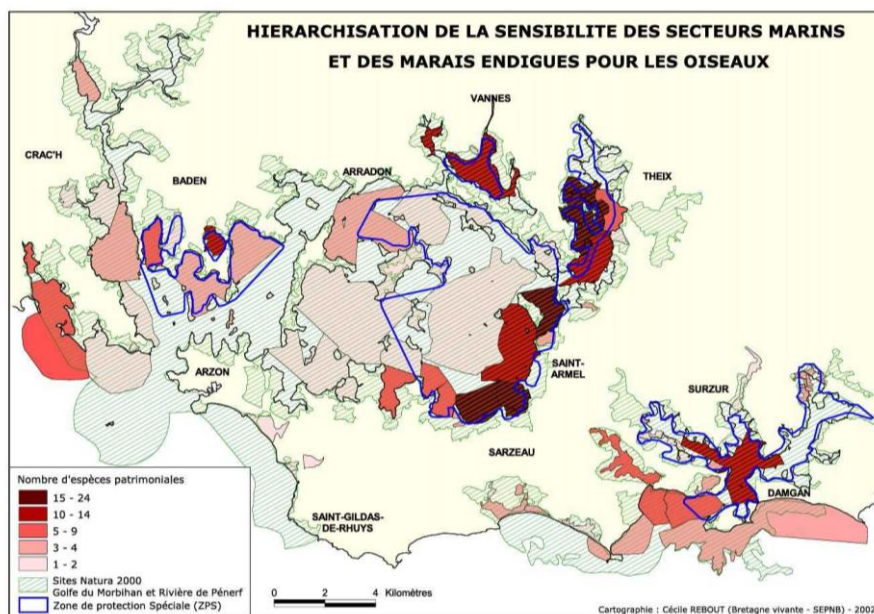 HIERARCHISATION DE LA SENSIBILITE DES SECTEURS MARINS
ET DES MARAIS ENDIGUES POUR LES OISEAUX
VANNES
CRAC'H
BADEN
ARRADON
THEIX
ARZON
SAINT-
ARMEL
SURZUR
SARZEAU
DAMGAN
SAINT-GILDAS-
DE-RHUYS
Nombre d'espèces patrimoniales
15 - 24
10 - 14
5 - 9
3 - 4
1 - 2
Sites Natura 2000
Golfe du Morbihan et Rivière de Pénerf
Zone de protection Spéciale (ZPS)
0 2 4 Kilomètres
Cartographie : Cécile REBOUT (Bretagne vivante - SEPNB) - 2002